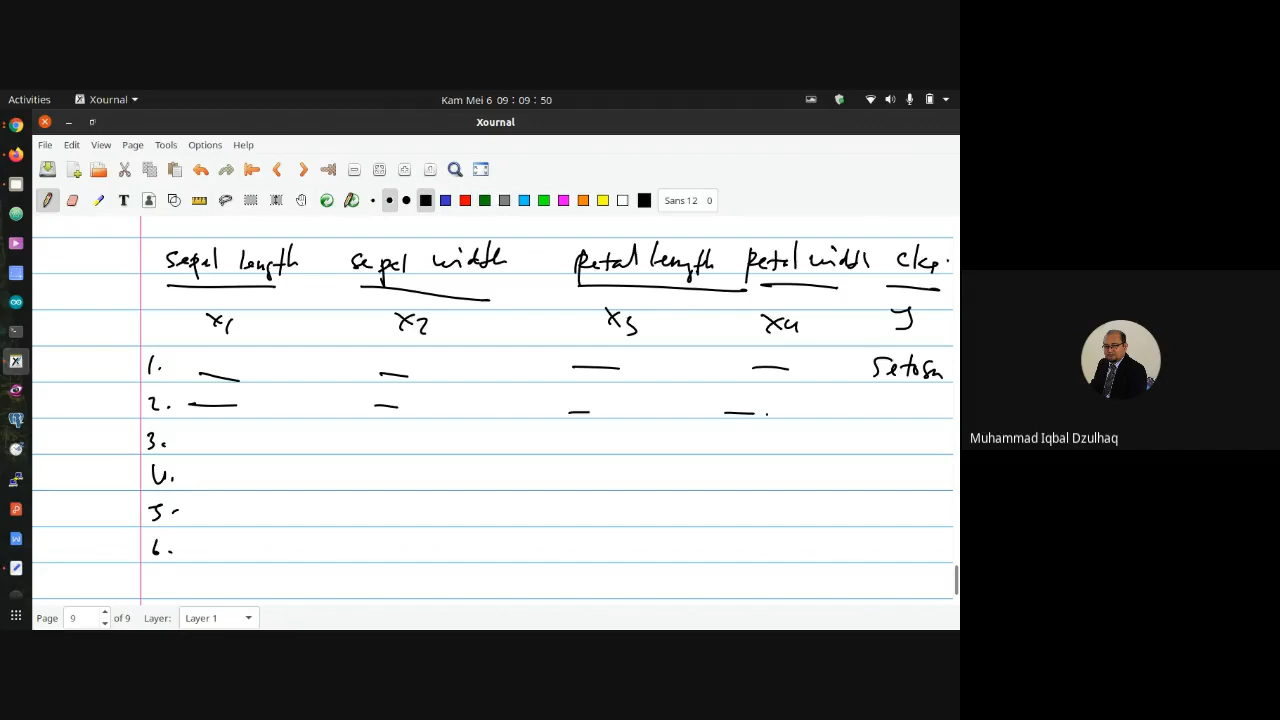 Activities Xournal Kam Mei 6 09:09:50
Xournal
File Edit View Page Tools Options Help
T Sans 12 0
sepal length sepal width petal length petal width
x1 x2 x3 x4 y
1. Setosa
2.
3.
4.
5.
6.
Page 9 of 9 Layer: Layer 1
Muhammad Iqbal Dzulhaq